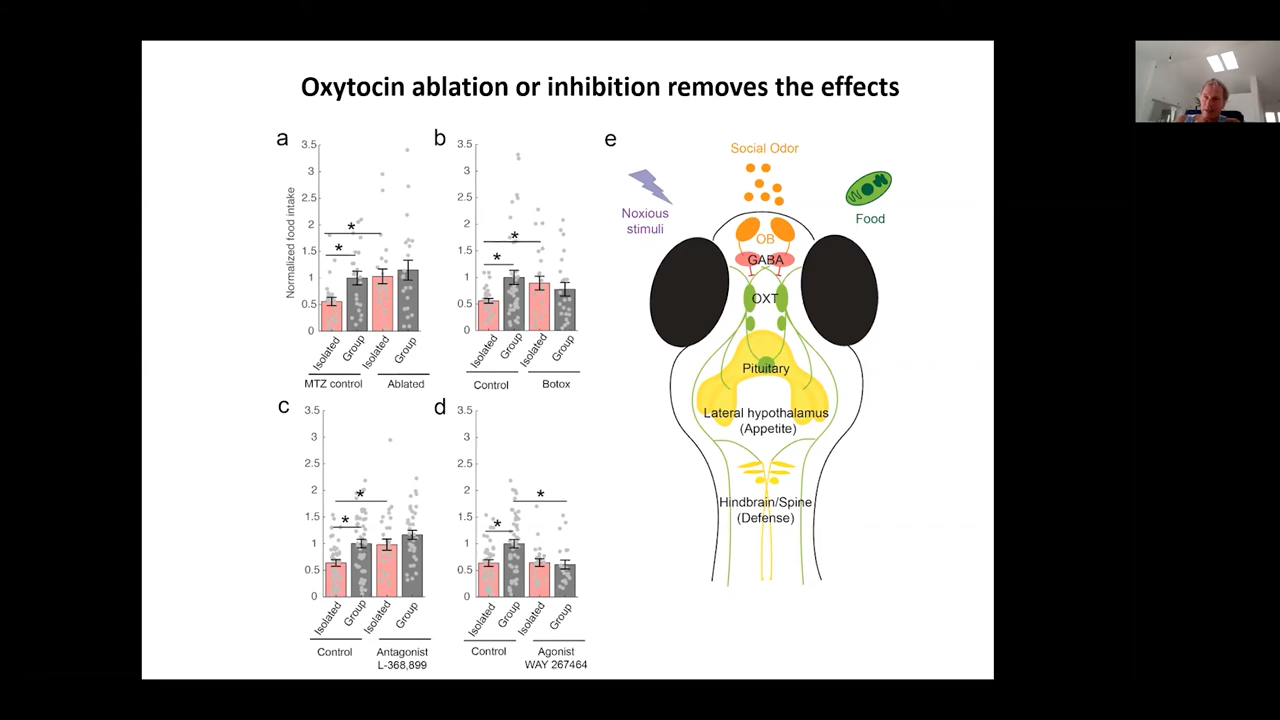 Oxytocin ablation or inhibition removes the effects
a
3.5
3
2.5
2
1.5
1
0.5
0
Normalized food intake
*
*
Isolated
Group
Isolated
Group
MTZ control
Ablated
b
3.5
3
2.5
2
1.5
1
0.5
0
*
*
Isolated
Group
Isolated
Group
Control
Botox
c
3.5
3
2.5
2
1.5
1
0.5
0
*
*
Isolated
Group
Isolated
Group
Control
Antagonist
L-368,899
d
3.5
3
2.5
2
1.5
1
0.5
0
*
*
Isolated
Group
Isolated
Group
Control
Agonist
WAY 267464
e
Social Odor
Noxious
stimuli
Food
OB
GABA
OXT
Pituitary
Lateral hypothalamus
(Appetite)
Hindbrain/Spine
(Defense)